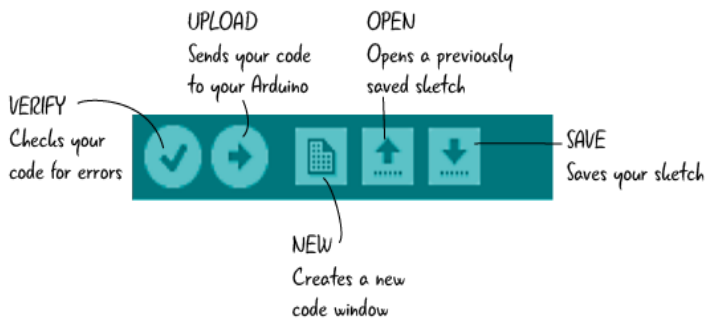 UPLOAD
Sends your code
to your Arduino
OPEN
Opens a previously
saved sketch
VERIFY
Checks your
code for errors
SAVE
Saves your sketch
NEW
Creates a new
code window